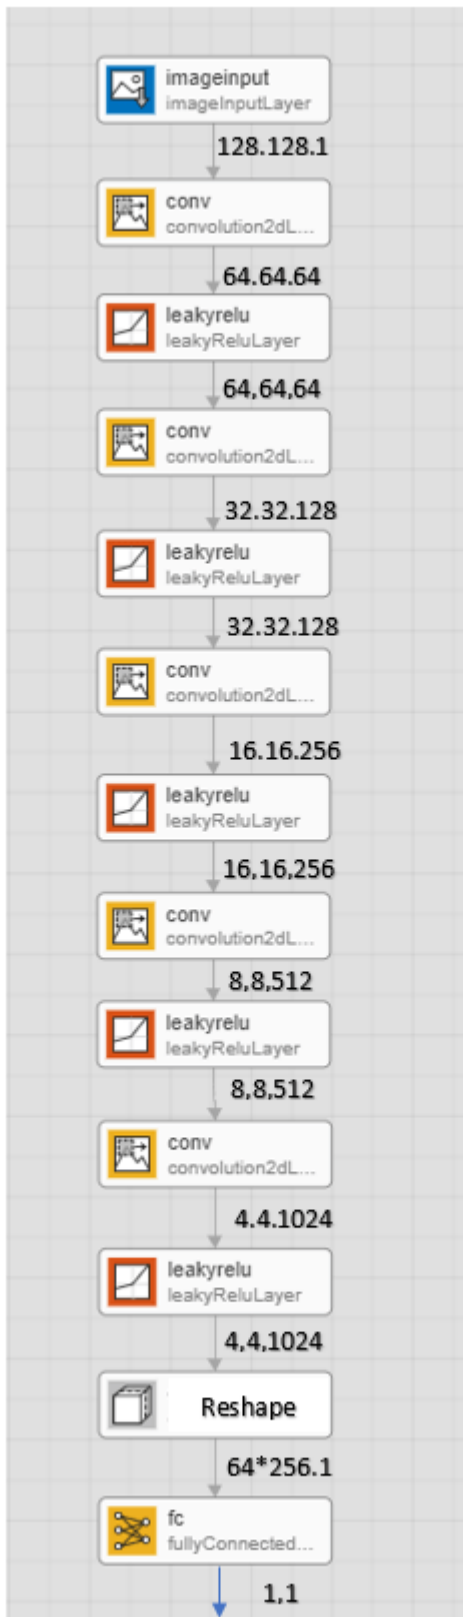 imageinput
imageInputLayer
128.128.1
conv
convolution2dL...
64.64.64
leakyrelu
leakyReluLayer
64,64,64
conv
convolution2dL...
32.32.128
leakyrelu
leakyReluLayer
32.32.128
conv
convolution2dL...
16.16.256
leakyrelu
leakyReluLayer
16,16,256
conv
convolution2dL...
8,8,512
leakyrelu
leakyReluLayer
8,8,512
conv
convolution2dL...
4.4.1024
leakyrelu
leakyReluLayer
4,4,1024
Reshape
64*256.1
fc
fullyConnected...
1,1